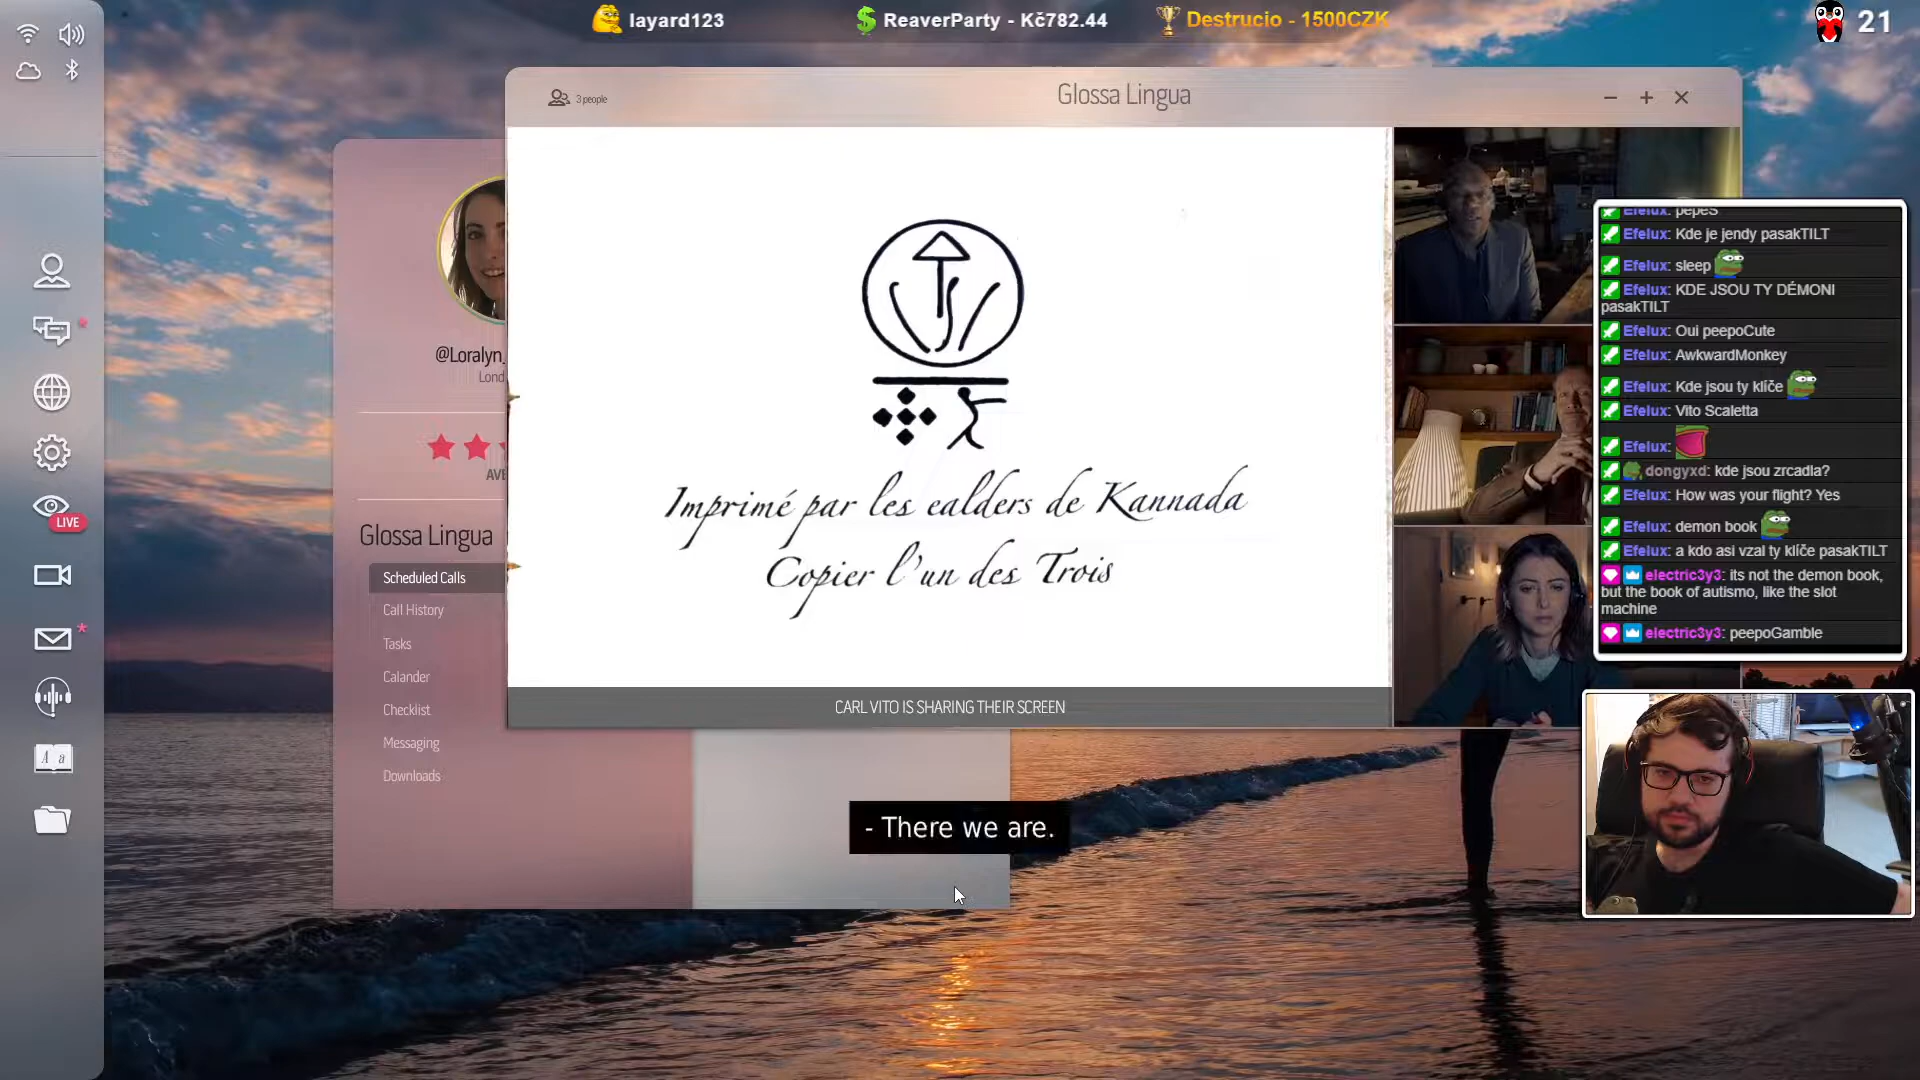 layard123
ReaverParty - Kč782.44
Destrucio - 1500CZK
21
3 people
Glossa Lingua
Imprimé par les ealders de Kannada
Copier l'un des Trois
CARL VITO IS SHARING THEIR SCREEN
@Loralyn_
Lond
AVE
Glossa Lingua
Scheduled Calls
Call History
Tasks
Calander
Checklist
Messaging
Downloads
LIVE
A a
- There we are.
Efelux: pepeS
Efelux: Kde je jendy pasakTILT
Efelux: sleep
Efelux: KDE JSOU TY DÉMONI
pasakTILT
Efelux: Oui peepoCute
Efelux: AwkwardMonkey
Efelux: Kde jsou ty klíče
Efelux: Vito Scaletta
Efelux:
dongyxd: kde jsou zrcadla?
Efelux: How was your flight? Yes
Efelux: demon book
Efelux: a kdo asi vzal ty klíče pasakTILT
electric3y3: its not the demon book,
but the book of autismo, like the slot
machine
electric3y3: peepoGamble